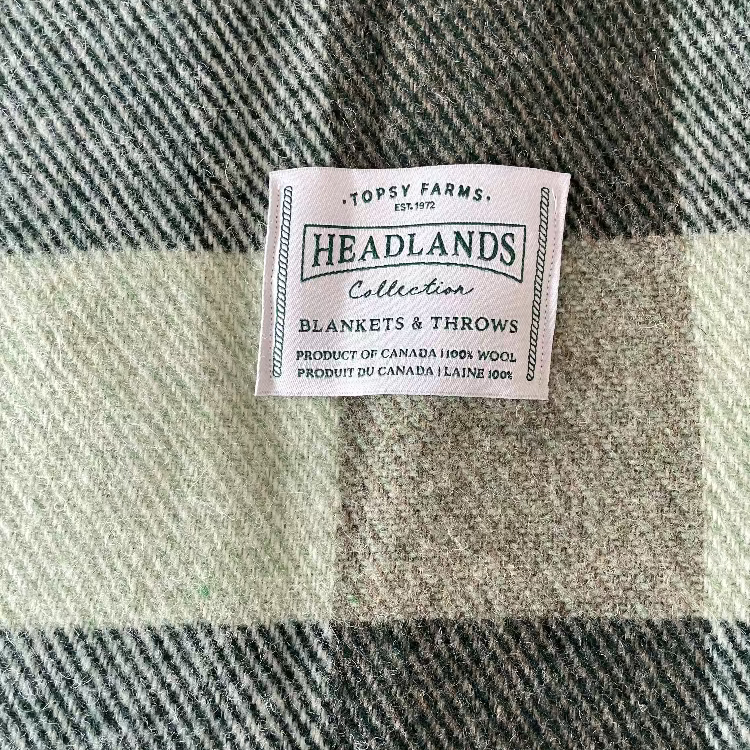 ·TOPSY FARMS·
EST. 1972
HEADLANDS
Collection
BLANKETS & THROWS
PRODUCT OF CANADA | 100% WOOL
PRODUIT DU CANADA | LAINE 100%